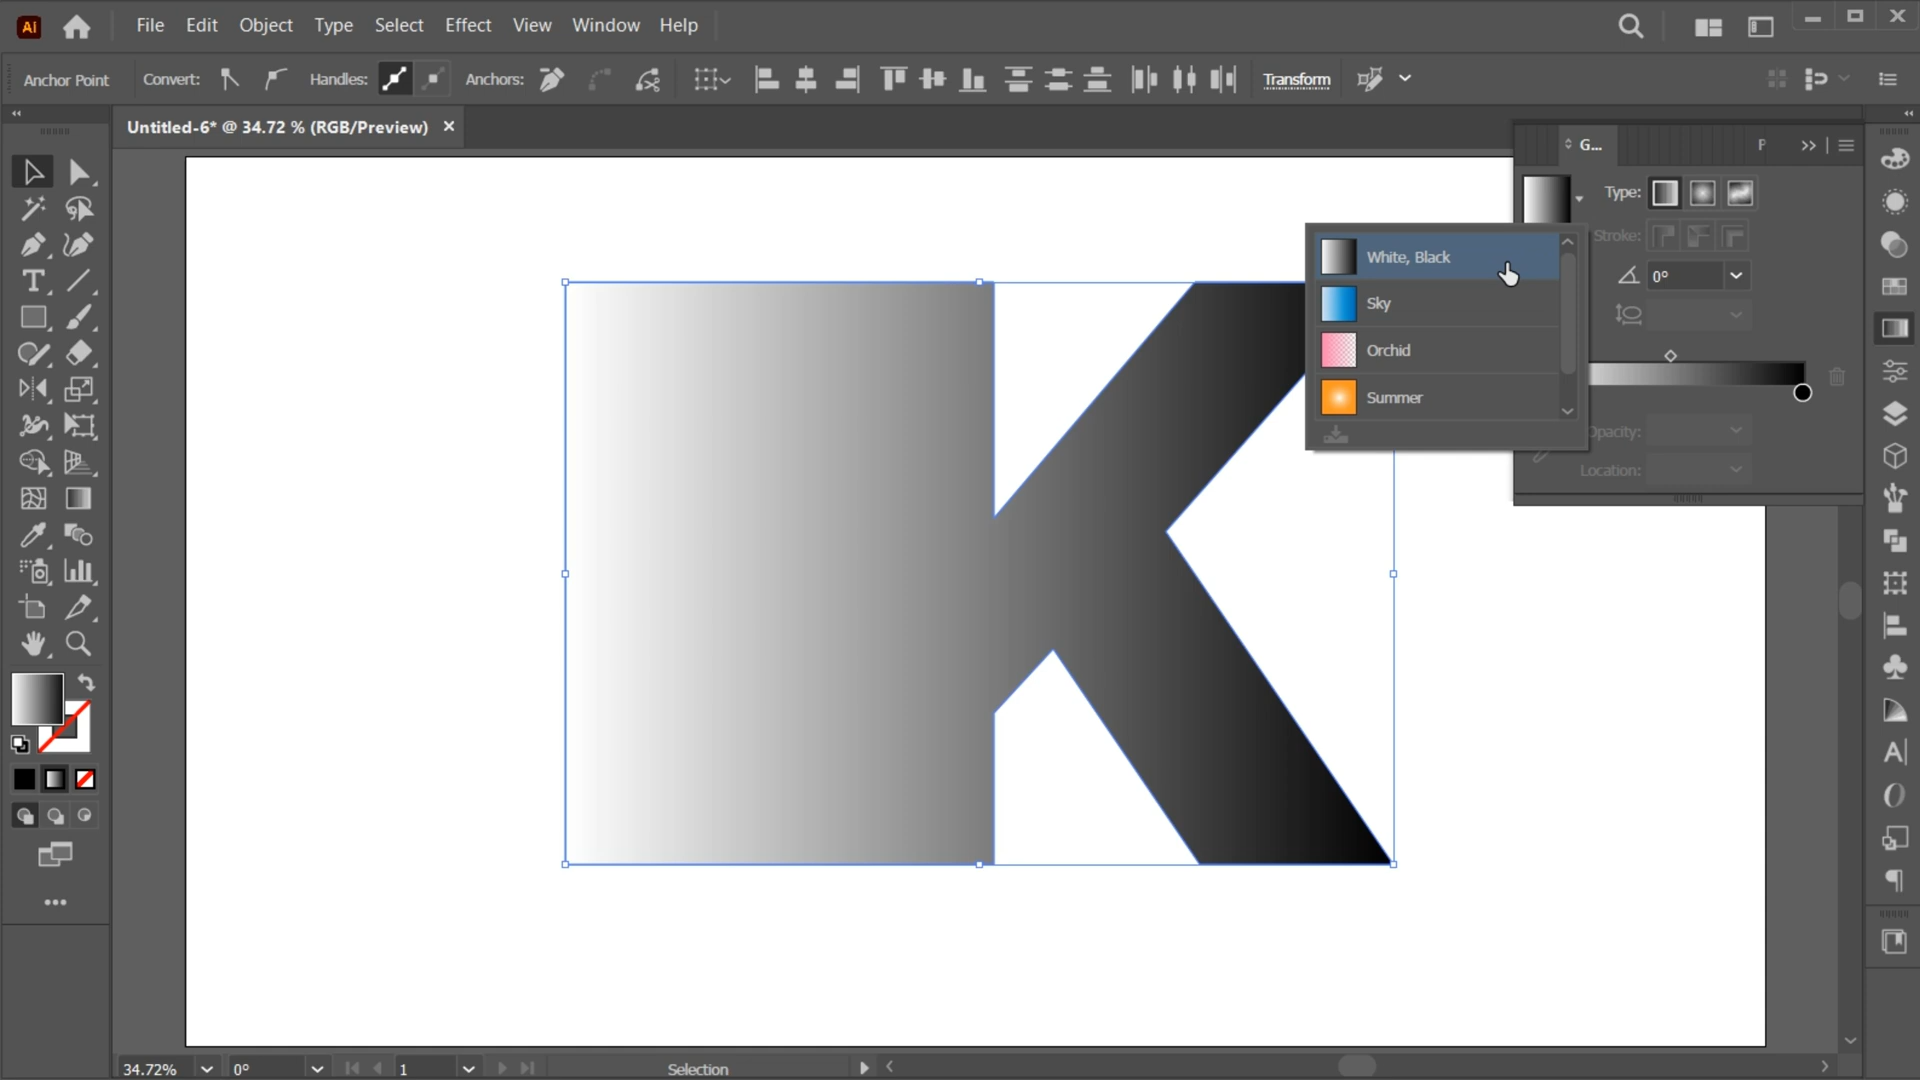 Ai File Edit Object Type Select Effect View Window Help
Anchor Point Convert: Handles: Anchors: Transform
Untitled-6* @ 34.72 % (RGB/Preview) ×
G... P
Type:
Stroke:
0°
White, Black
Sky
Orchid
Summer
Opacity:
Location:
K
34.72% 0° 1 Selection